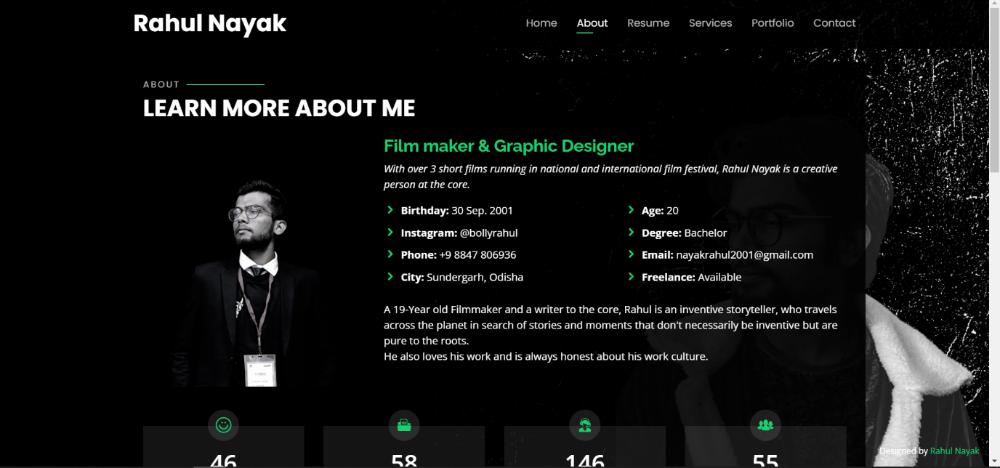 Rahul Nayak
Home About Resume Services Portfolio Contact
ABOUT
LEARN MORE ABOUT ME
Film maker & Graphic Designer
With over 3 short films running in national and international film festival, Rahul Nayak is a creative
person at the core.
Birthday: 30 Sep. 2001
Age: 20
Instagram: @bollyrahul
Degree: Bachelor
Phone: +9 8847 806936
Email: nayakrahul2001@gmail.com
City: Sundergarh, Odisha
Freelance: Available
A 19-Year old Filmmaker and a writer to the core, Rahul is an inventive storyteller, who travels
across the planet in search of stories and moments that don't necessarily be inventive but are
pure to the roots.
He also loves his work and is always honest about his work culture.
46 58 146 55
Designed by Rahul Nayak